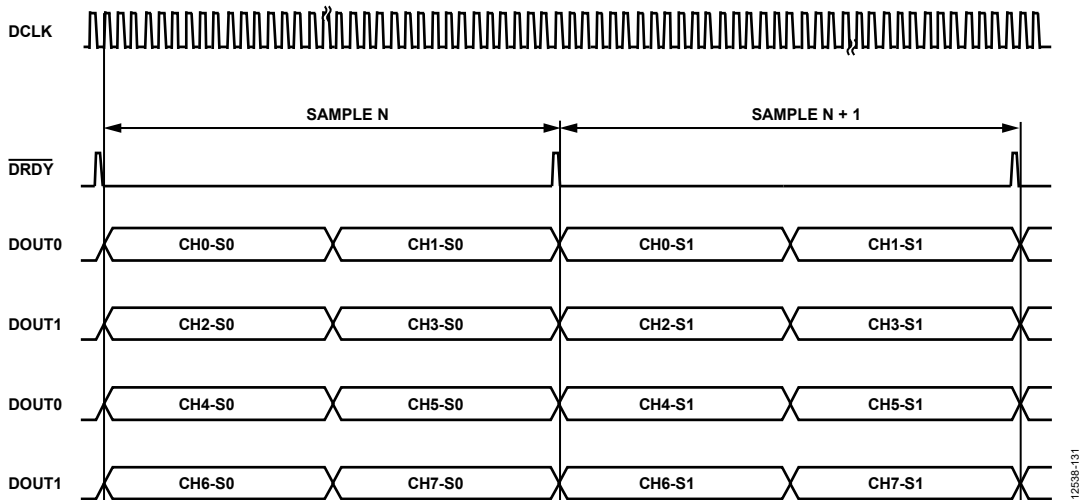 DCLK
SAMPLE N
SAMPLE N + 1
DRDY
DOUT0
CH0-S0
CH1-S0
CH0-S1
CH1-S1
DOUT1
CH2-S0
CH3-S0
CH2-S1
CH3-S1
DOUT0
CH4-S0
CH5-S0
CH4-S1
CH5-S1
DOUT1
CH6-S0
CH7-S0
CH6-S1
CH7-S1
12538-131